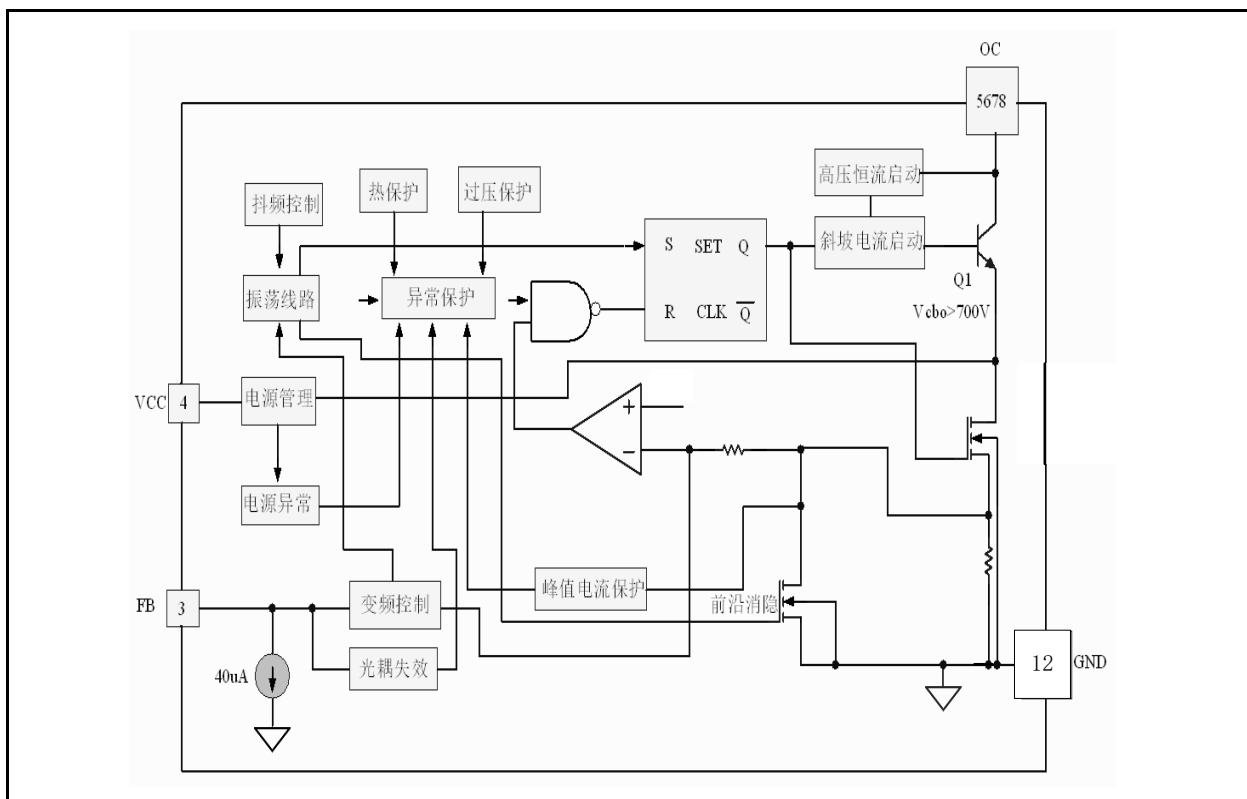 OC
5678
高压恒流启动
热保护
过压保护
抖频控制
S SET Q
斜坡电流启动
Q1
振荡线路
异常保护
R CLK Q
Vcbo>700V
VCC
4
电源管理
+
−
电源异常
峰值电流保护
前沿消隐
FB
3
变频控制
光耦失效
40uA
12
GND